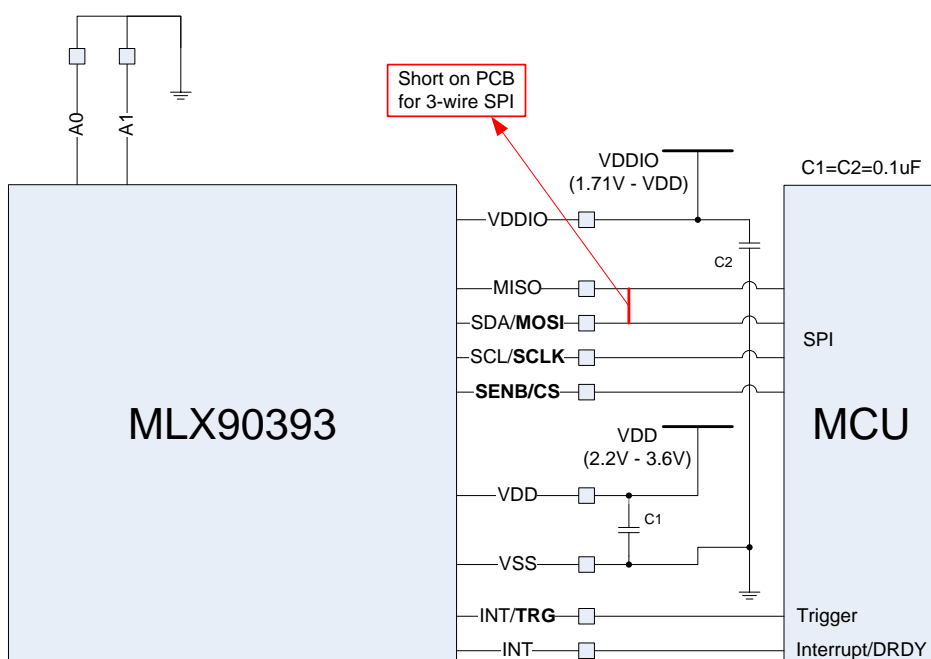 A0
A1
Short on PCB
for 3-wire SPI
VDDIO
(1.71V - VDD)
C1=C2=0.1uF
VDDIO
C2
MISO
SDA/MOSI
SCL/SCLK
SENB/CS
SPI
MLX90393
MCU
VDD
(2.2V - 3.6V)
VDD
C1
VSS
INT/TRG
Trigger
INT
Interrupt/DRDY